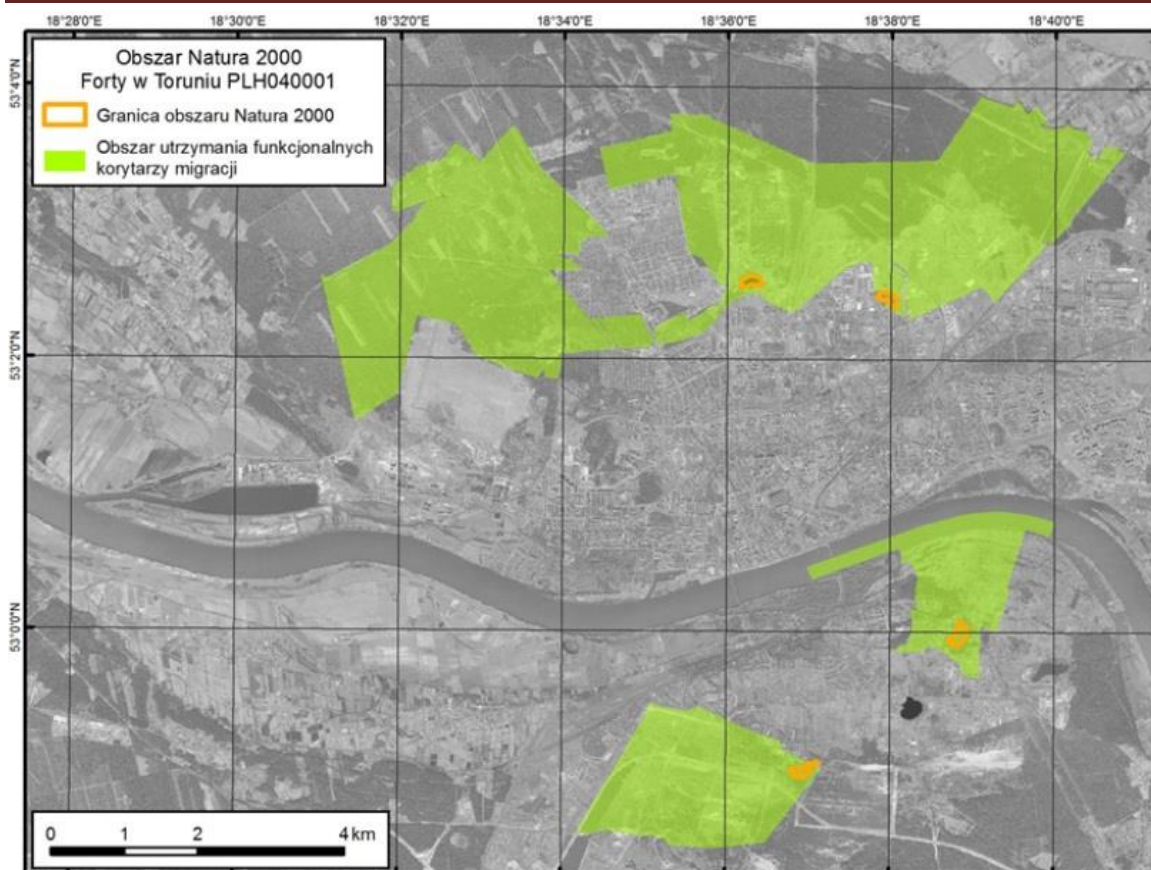 18°28'0"E 18°30'0"E 18°32'0"E 18°34'0"E 18°36'0"E 18°38'0"E 18°40'0"E
Obszar Natura 2000
Forty w Toruniu PLH040001
Granica obszaru Natura 2000
Obszar utrzymania funkcjonalnych
korytarzy migracji
53°4'0"N
53°2'0"N
53°0'0"N
0 1 2 4 km